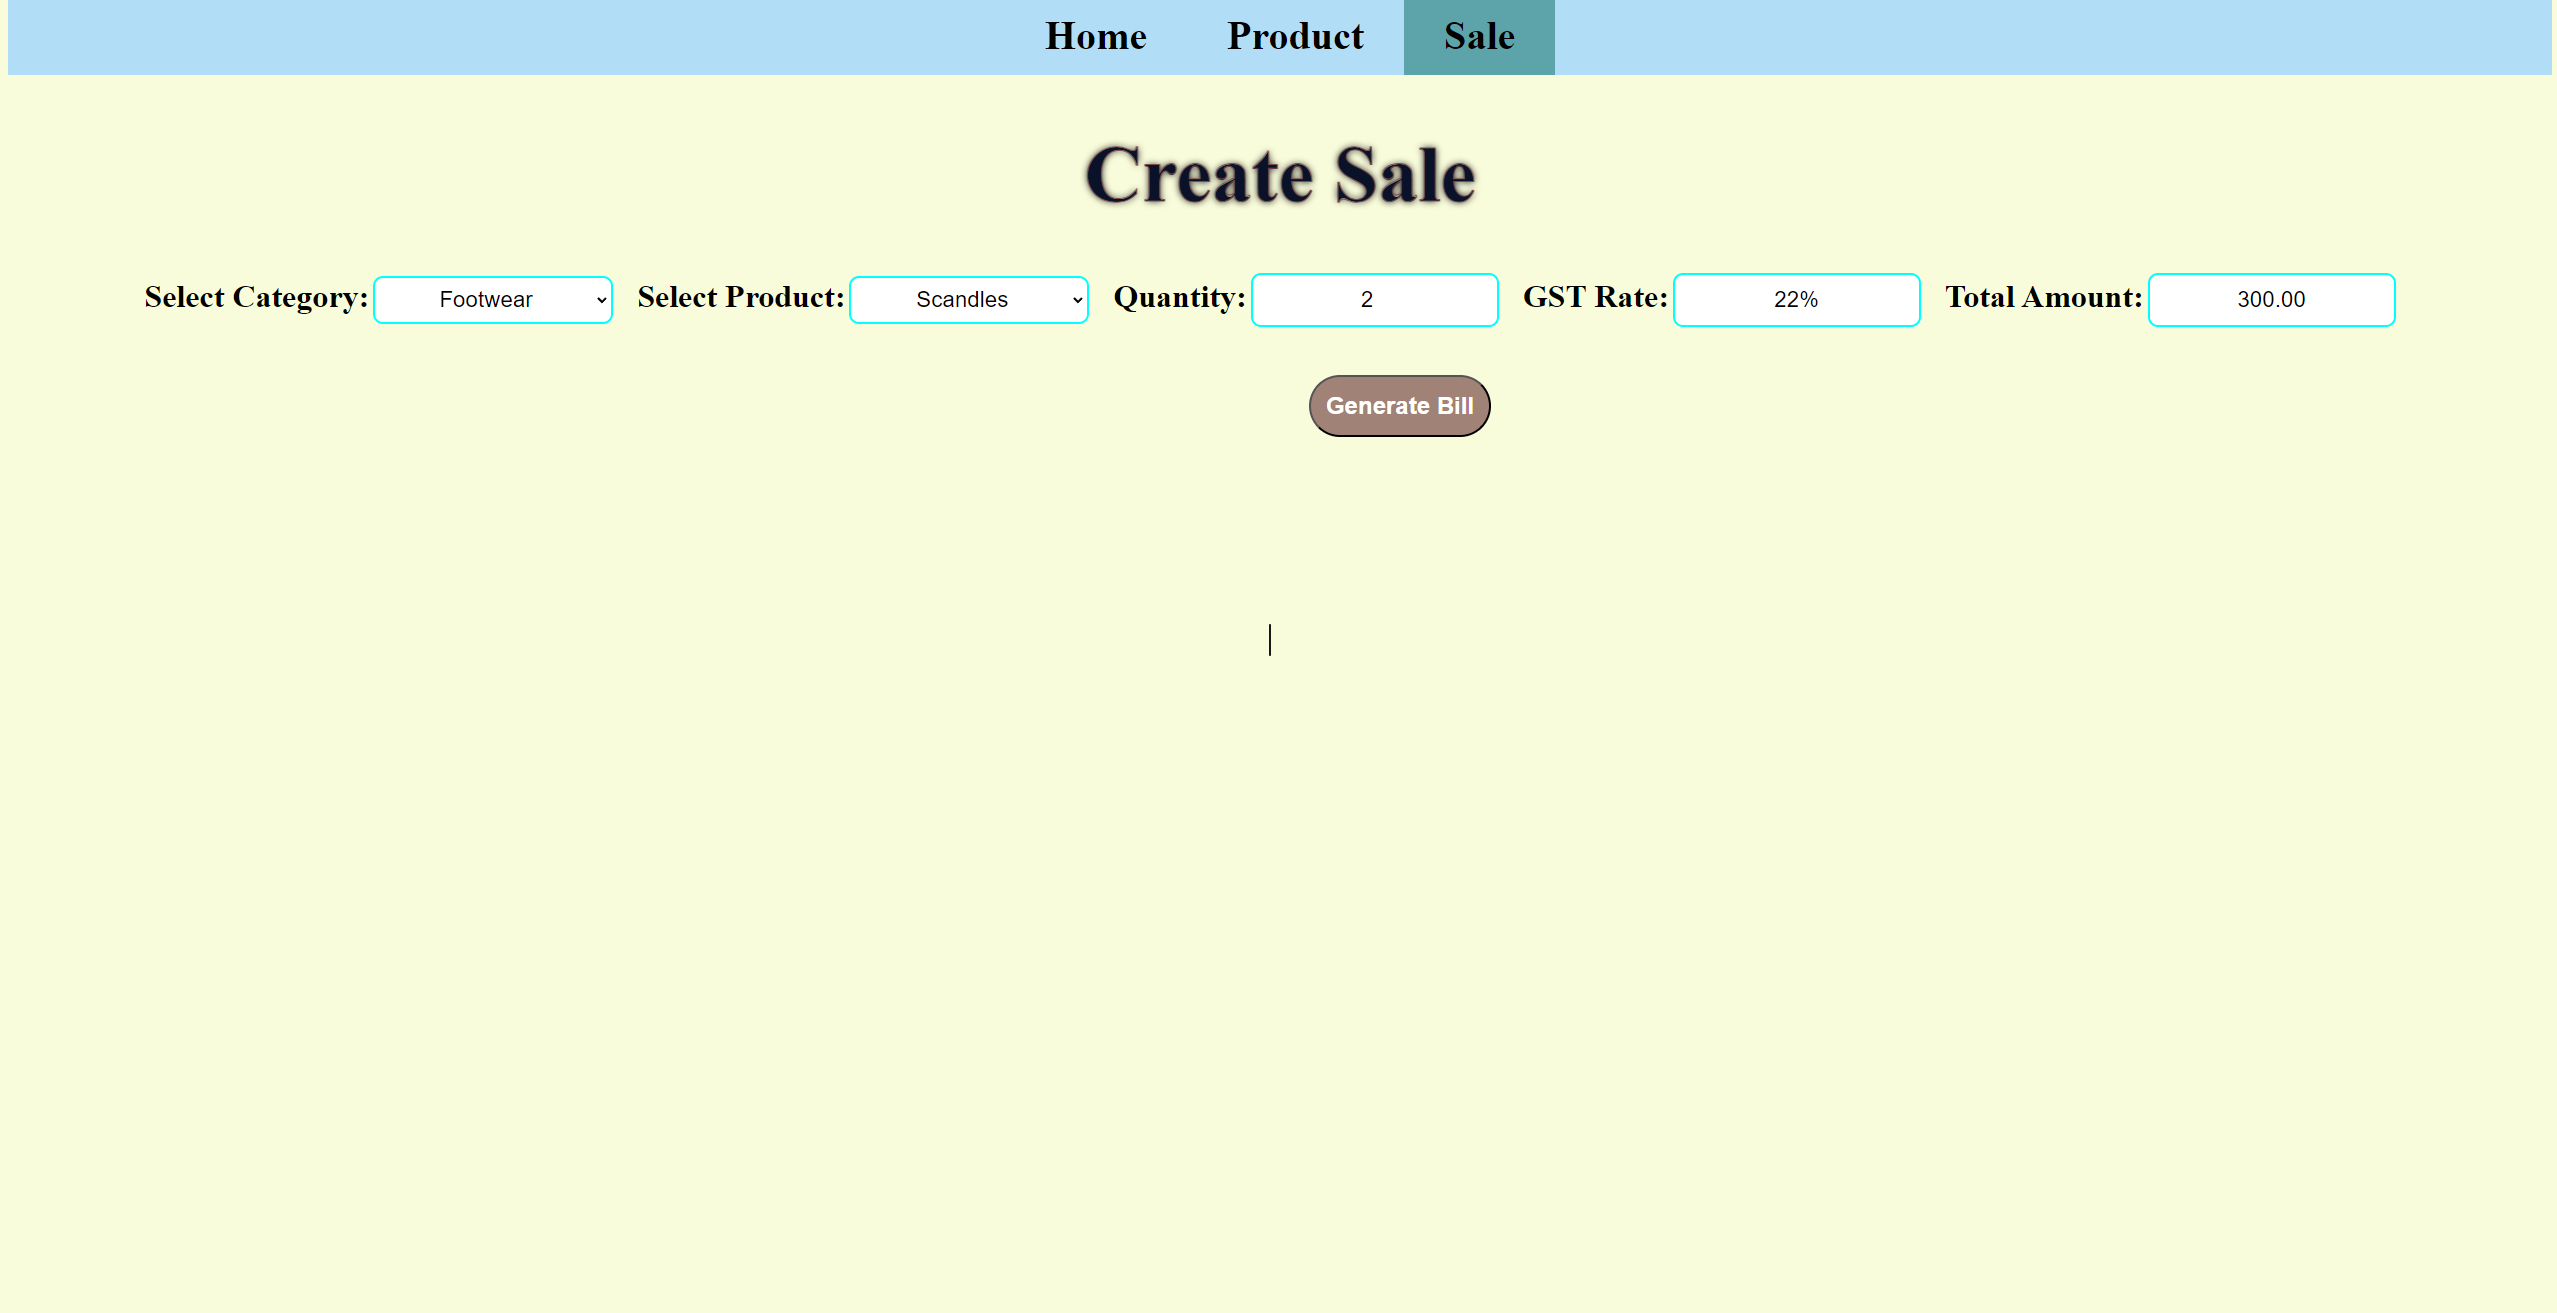 Home Product Sale
Create Sale
Select Category: Footwear Select Product: Scandles Quantity: 2 GST Rate: 22% Total Amount: 300.00
Generate Bill